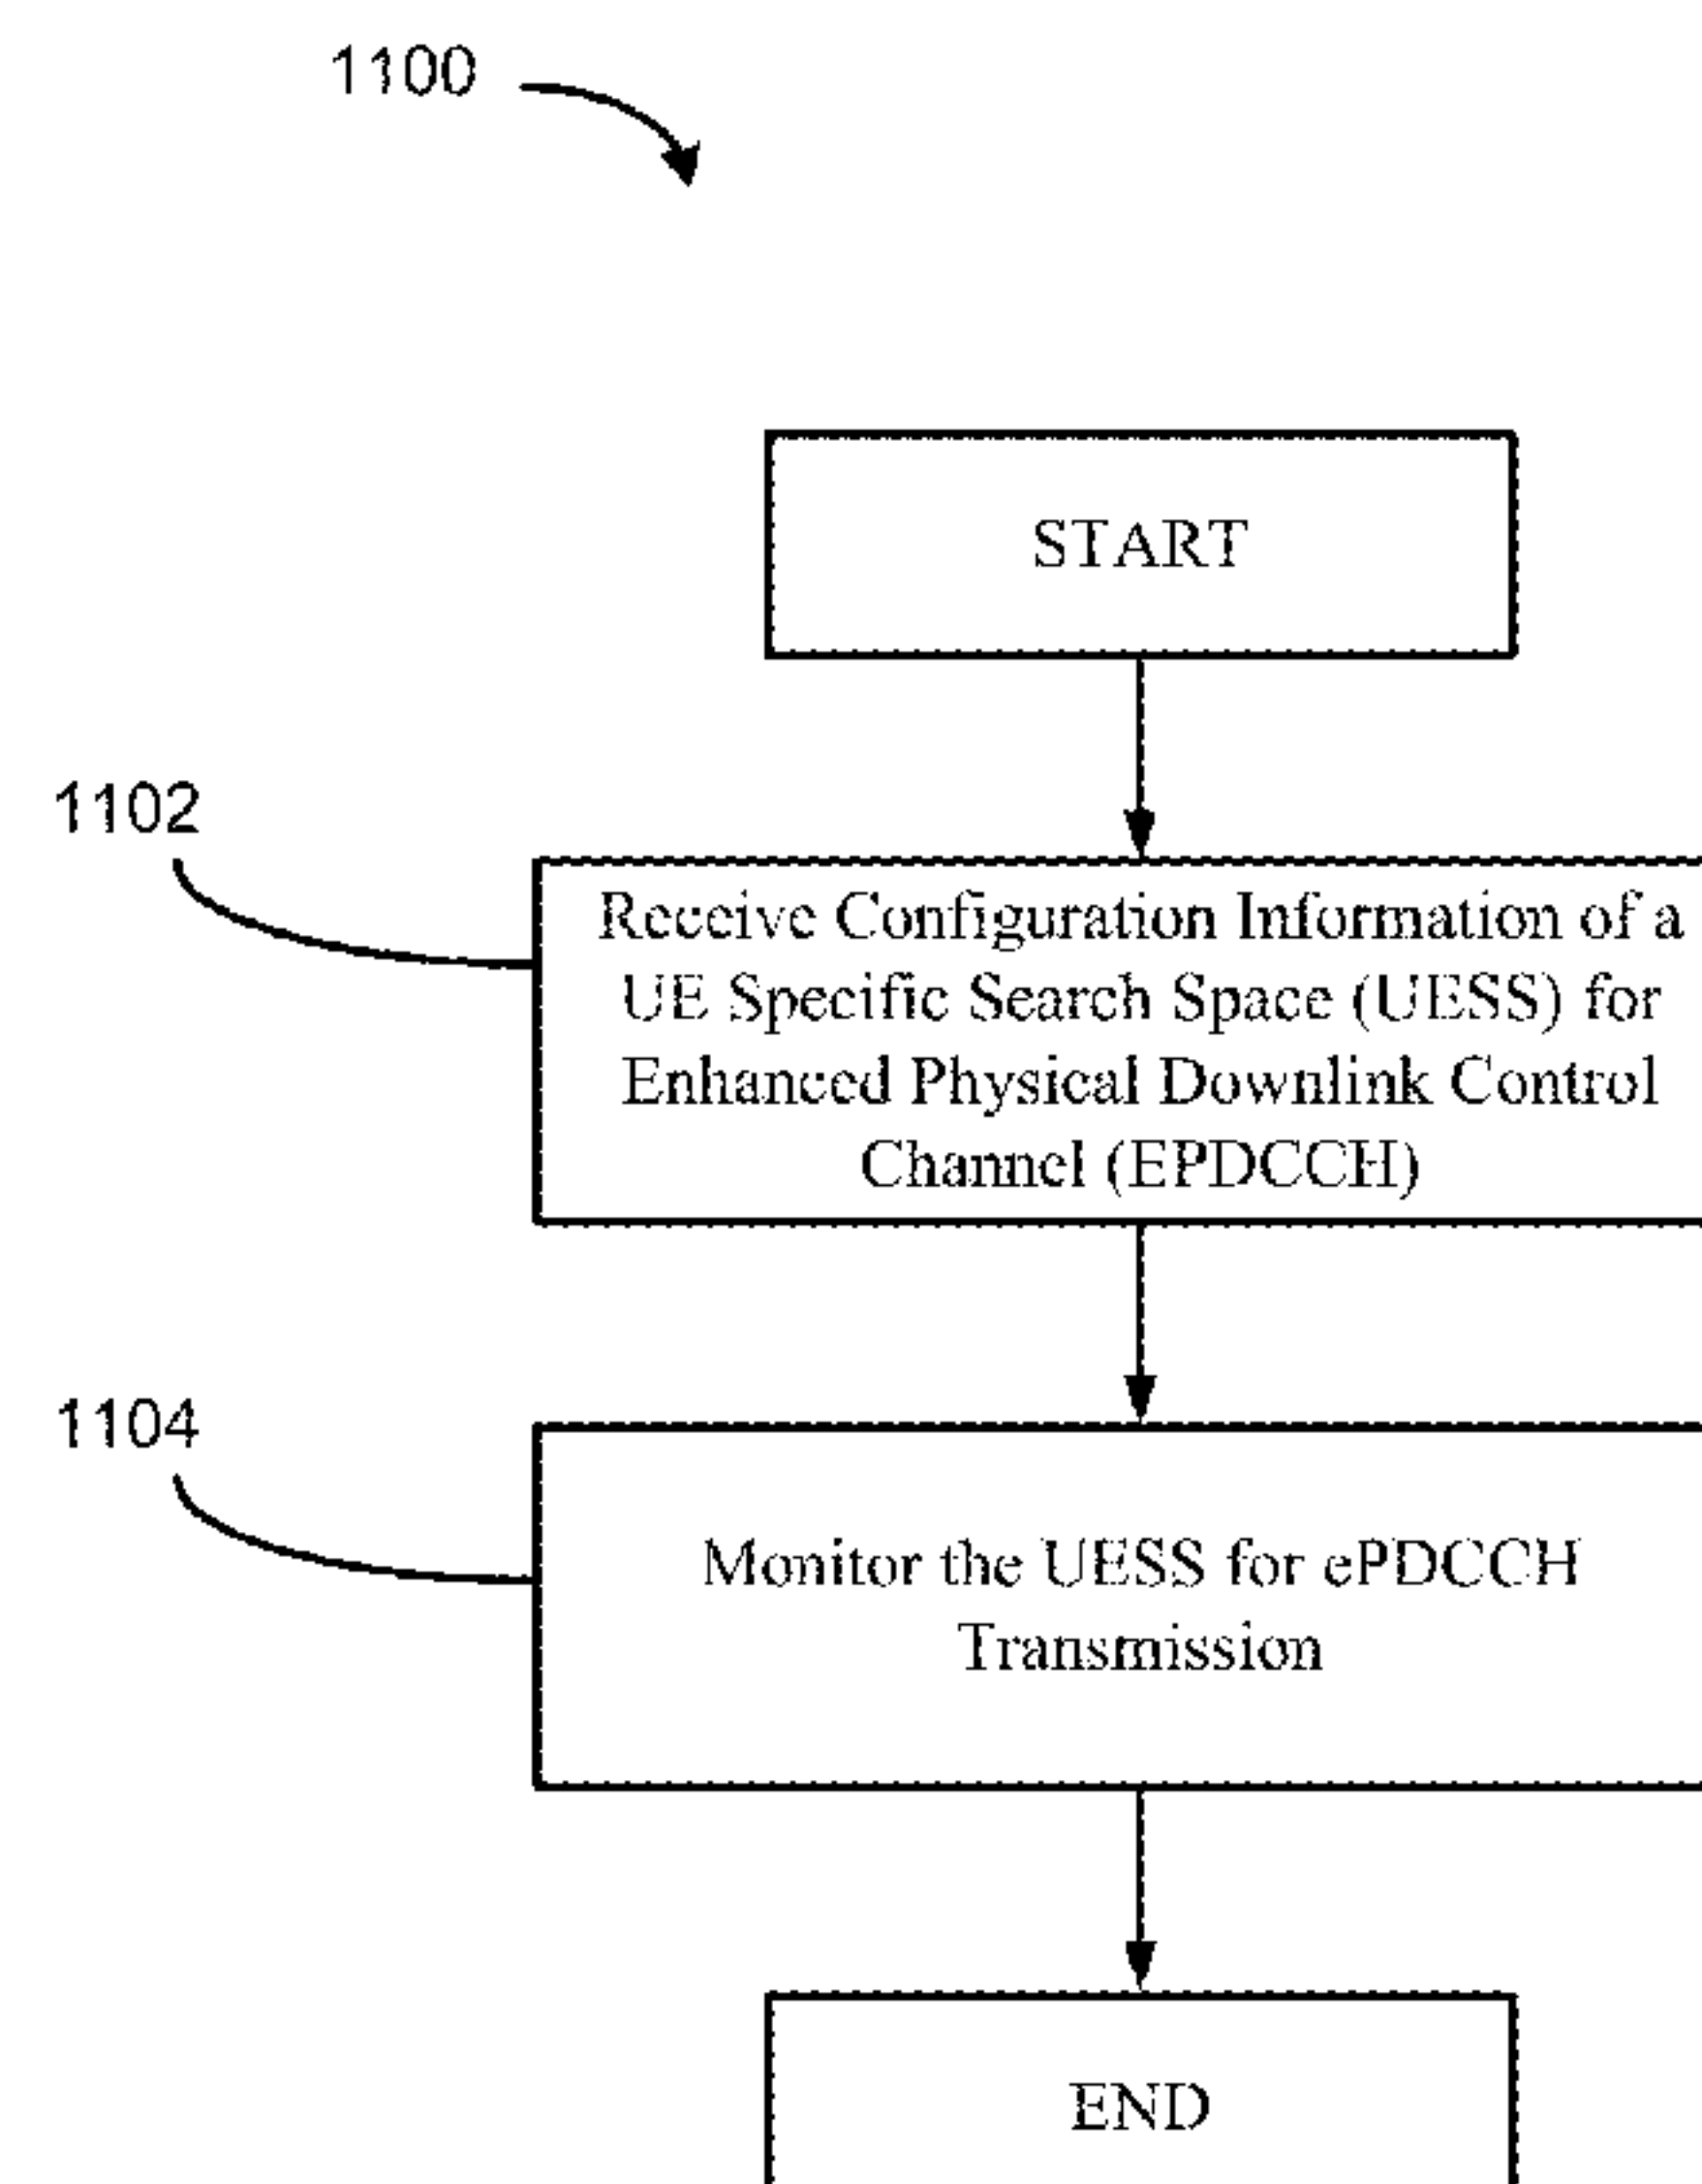 1100
START
1102
Receive Configuration Information of a
UE Specific Search Space (UESS) for
Enhanced Physical Downlink Control
Channel (EPDCCH)
1104
Monitor the UESS for ePDCCH
Transmission
END